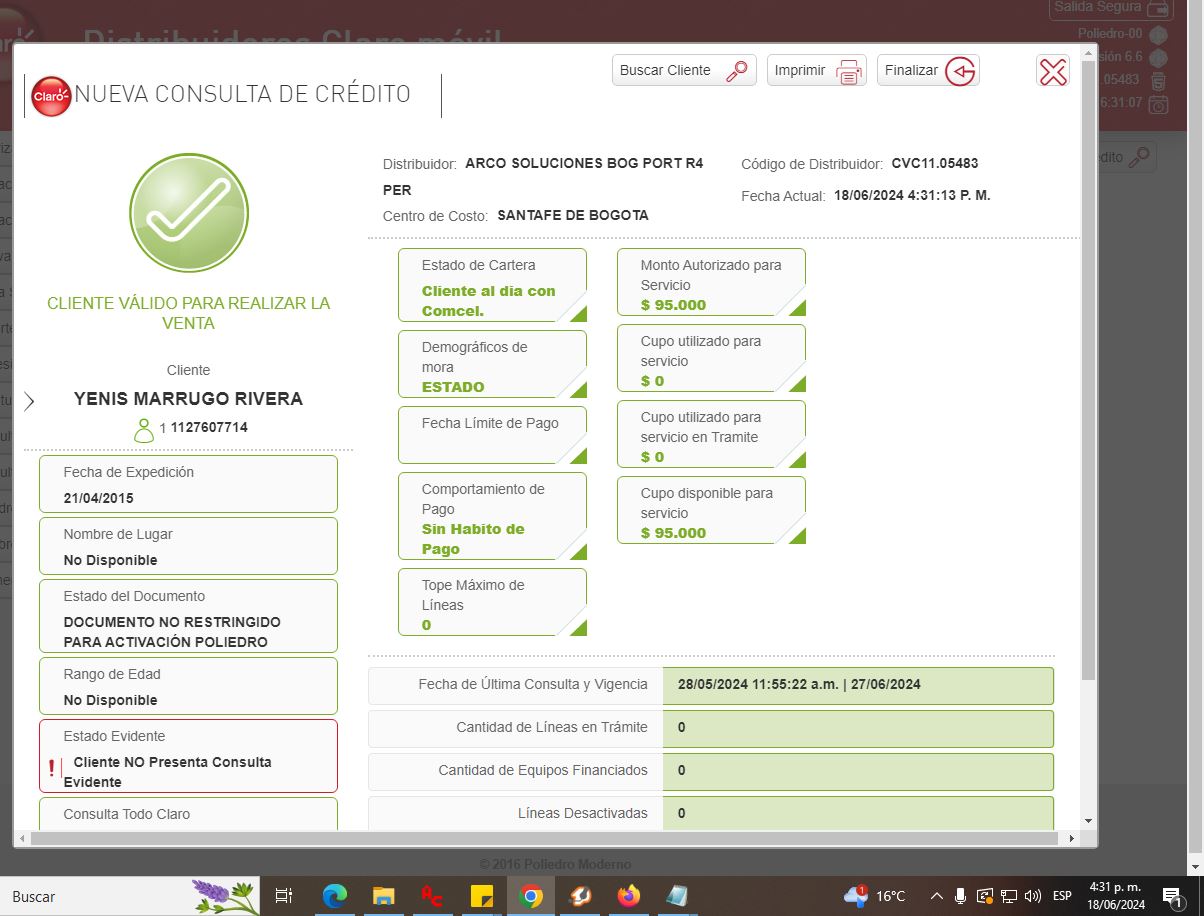 Salida Segura
Distribuidores Claro móvil
Poliedro-00
sión 6.6
.05483
6:31:07
Buscar Cliente
Imprimir
Finalizar
Claro
NUEVA CONSULTA DE CRÉDITO
édito
Distribuidor: ARCO SOLUCIONES BOG PORT R4
PER
Centro de Costo: SANTAFE DE BOGOTA
Código de Distribuidor: CVC11.05483
Fecha Actual: 18/06/2024 4:31:13 P. M.
CLIENTE VÁLIDO PARA REALIZAR LA
VENTA
Cliente
YENIS MARRUGO RIVERA
1 1127607714
Fecha de Expedición
21/04/2015
Nombre de Lugar
No Disponible
Estado del Documento
DOCUMENTO NO RESTRINGIDO
PARA ACTIVACIÓN POLIEDRO
Rango de Edad
No Disponible
Estado Evidente
! Cliente NO Presenta Consulta
Evidente
Consulta Todo Claro
Estado de Cartera
Cliente al dia con
Comcel.
Demográficos de
mora
ESTADO
Fecha Límite de Pago
Comportamiento de
Pago
Sin Habito de
Pago
Tope Máximo de
Líneas
0
Monto Autorizado para
Servicio
$ 95.000
Cupo utilizado para
servicio
$ 0
Cupo utilizado para
servicio en Tramite
$ 0
Cupo disponible para
servicio
$ 95.000
Fecha de Última Consulta y Vigencia 28/05/2024 11:55:22 a.m. | 27/06/2024
Cantidad de Líneas en Trámite 0
Cantidad de Equipos Financiados 0
Líneas Desactivadas 0
© 2016 Poliedro Moderno
Buscar
1
16°C
ESP
4:31 p. m.
18/06/2024
1